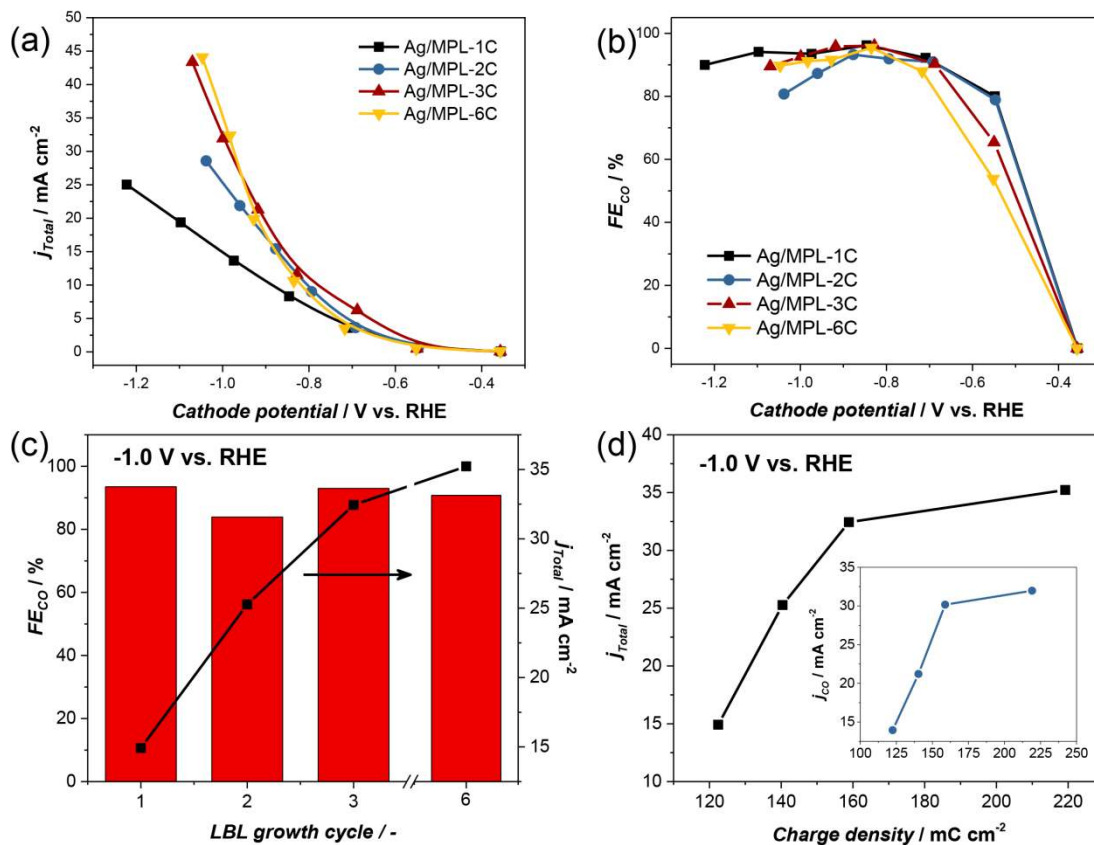 (a)
50
45
40
35
30
25
20
15
10
5
0
j_Total / mA cm⁻²
Ag/MPL-1C
Ag/MPL-2C
Ag/MPL-3C
Ag/MPL-6C
-1.2 -1.0 -0.8 -0.6 -0.4
Cathode potential / V vs. RHE
(b)
100
80
60
40
20
0
FE_CO / %
Ag/MPL-1C
Ag/MPL-2C
Ag/MPL-3C
Ag/MPL-6C
-1.2 -1.0 -0.8 -0.6 -0.4
Cathode potential / V vs. RHE
(c)
-1.0 V vs. RHE
100
90
80
70
60
50
40
30
20
10
0
FE_CO / %
35
30
25
20
15
j_Total / mA cm⁻²
1 2 3 6
LBL growth cycle / -
(d)
-1.0 V vs. RHE
40
35
30
25
20
15
10
j_Total / mA cm⁻²
35
30
25
20
15
j_CO / mA cm⁻²
100 125 150 175 200 225 250
120 140 160 180 200 220
Charge density / mC cm⁻²